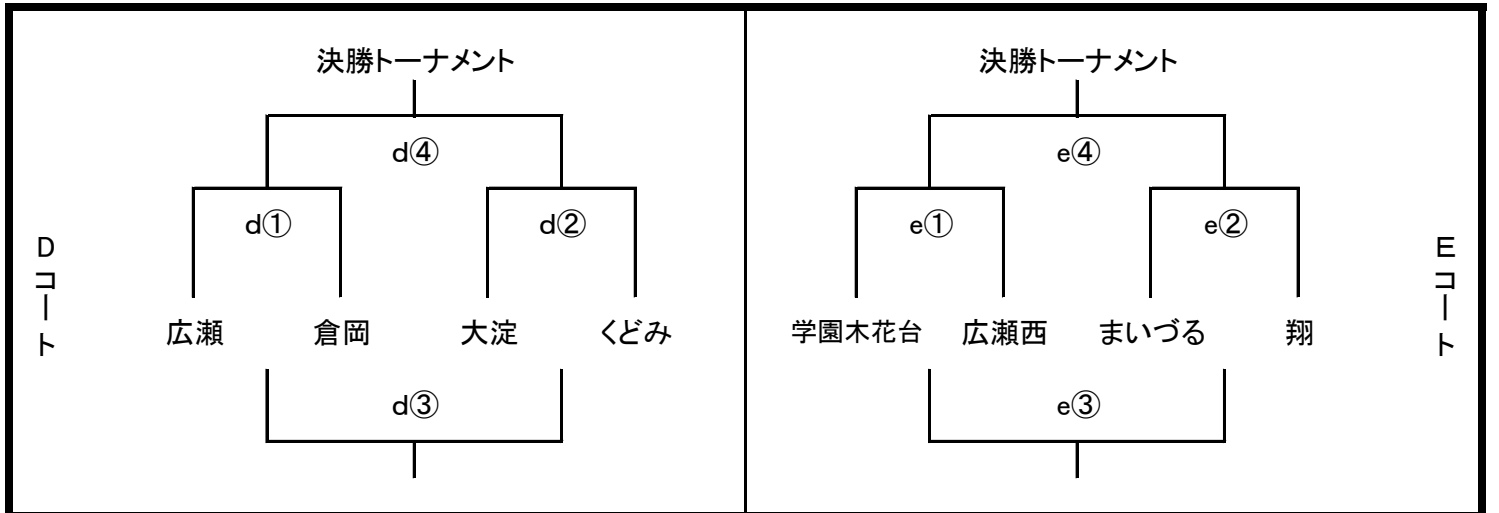 決勝トーナメント
d④
d①
d②
Dコート
広瀬
倉岡
大淀
くどみ
d③
決勝トーナメント
e④
e①
e②
Eコート
学園木花台
広瀬西
まいづる
翔
e③